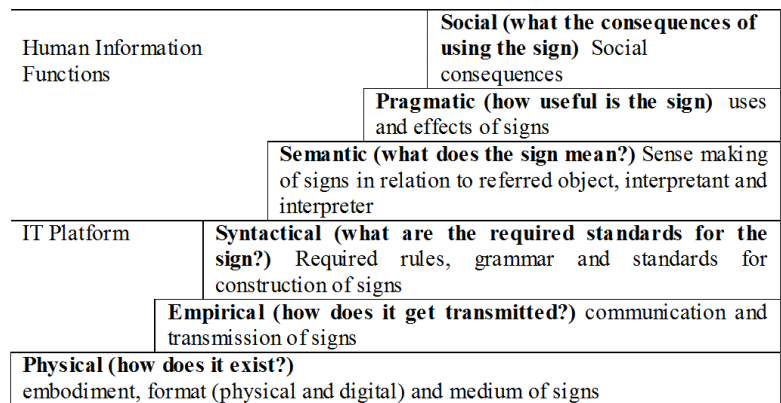 Social (what the consequences of
Human Information using the sign) Social
Functions consequences
Pragmatic (how useful is the sign) uses
and effects of signs
Semantic (what does the sign mean?) Sense making
of signs in relation to referred object, interpretant and
interpreter
IT Platform Syntactical (what are the required standards for the
sign?) Required rules, grammar and standards for
construction of signs
Empirical (how does it get transmitted?) communication and
transmission of signs
Physical (how does it exist?)
embodiment, format (physical and digital) and medium of signs